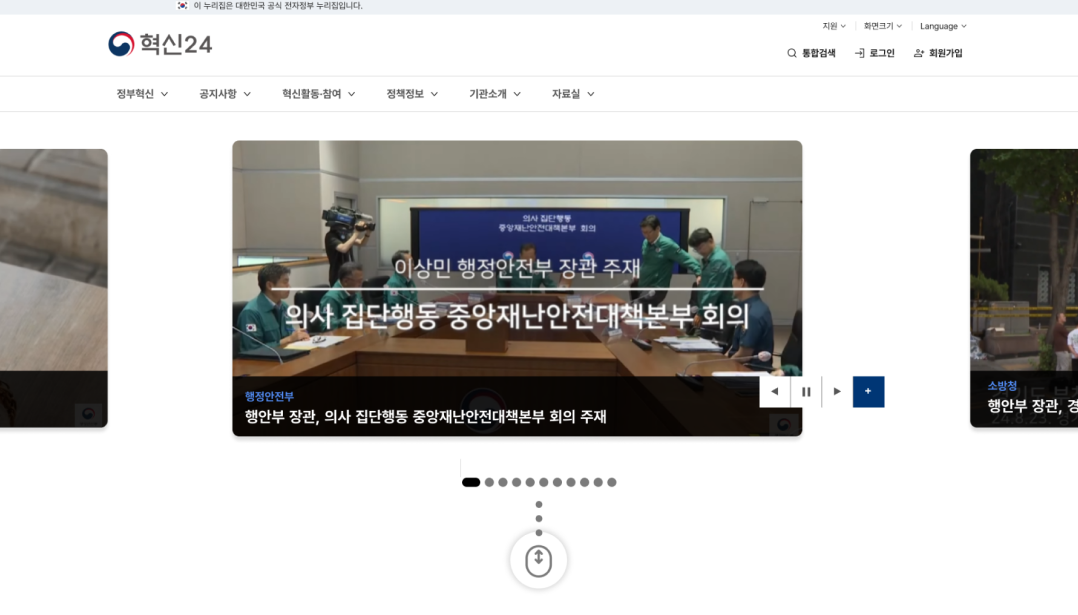 이 누리집은 대한민국 공식 전자정부 누리집입니다.
지원
화면크기
Language
혁신24
통합검색
로그인
회원가입
정부혁신
공지사항
혁신활동·참여
정책정보
기관소개
자료실
의사 집단행동
중앙재난안전대책본부 회의
이상민 행정안전부 장관 주재
의사 집단행동 중앙재난안전대책본부 회의
행정안전부
행안부 장관, 의사 집단행동 중앙재난안전대책본부 회의 주재
소방청
행안부 장관, 경